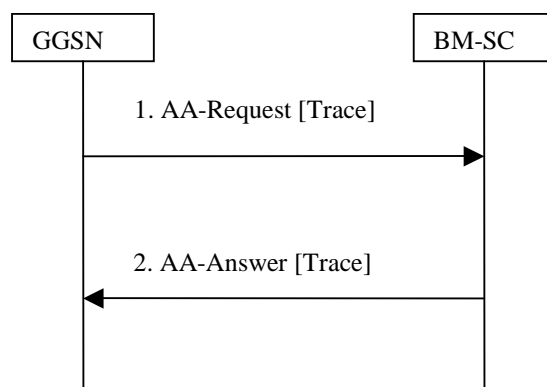 GGSN
BM-SC
1. AA-Request [Trace]
2. AA-Answer [Trace]